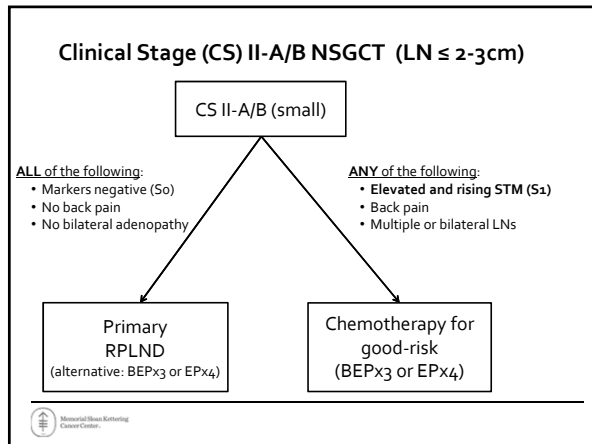 Clinical Stage (CS) II-A/B NSGCT (LN ≤ 2-3cm)
CS II-A/B (small)
ALL of the following:
• Markers negative (S0)
• No back pain
• No bilateral adenopathy
ANY of the following:
• Elevated and rising STM (S1)
• Back pain
• Multiple or bilateral LNs
Primary
RPLND
(alternative: BEPx3 or EPx4)
Chemotherapy for
good-risk
(BEPx3 or EPx4)
Memorial Sloan Kettering
Cancer Center